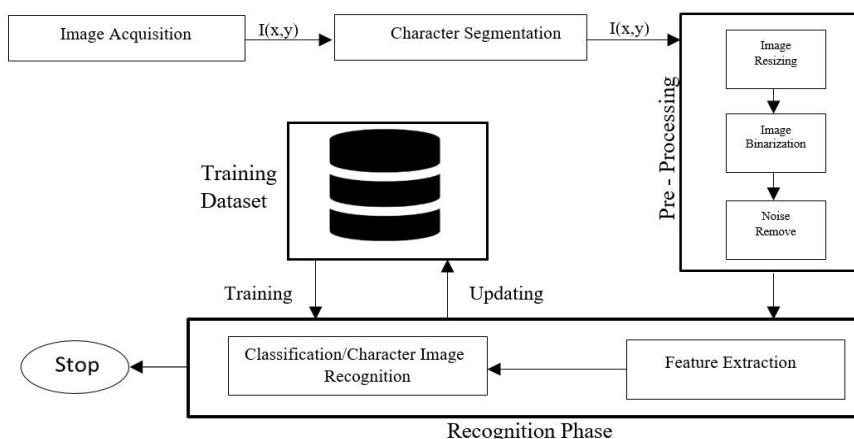 Image Acquisition
I(x,y)
Character Segmentation
I(x,y)
Image
Resizing
Image
Binarization
Noise
Remove
Pre - Processing
Training
Dataset
Training
Updating
Stop
Classification/Character Image
Recognition
Feature Extraction
Recognition Phase